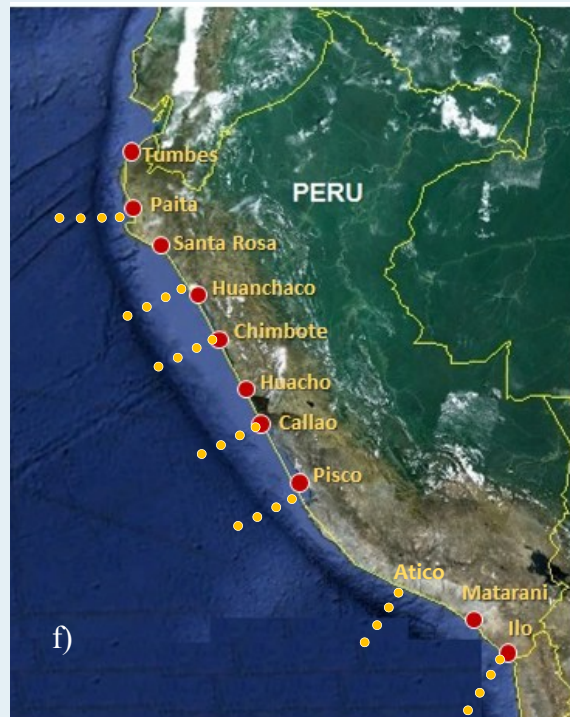 Tumbes
PERU
Paita
Santa Rosa
Huanchaco
Chimbote
Huacho
Callao
Pisco
Atico
Matarani
Ilo
f)